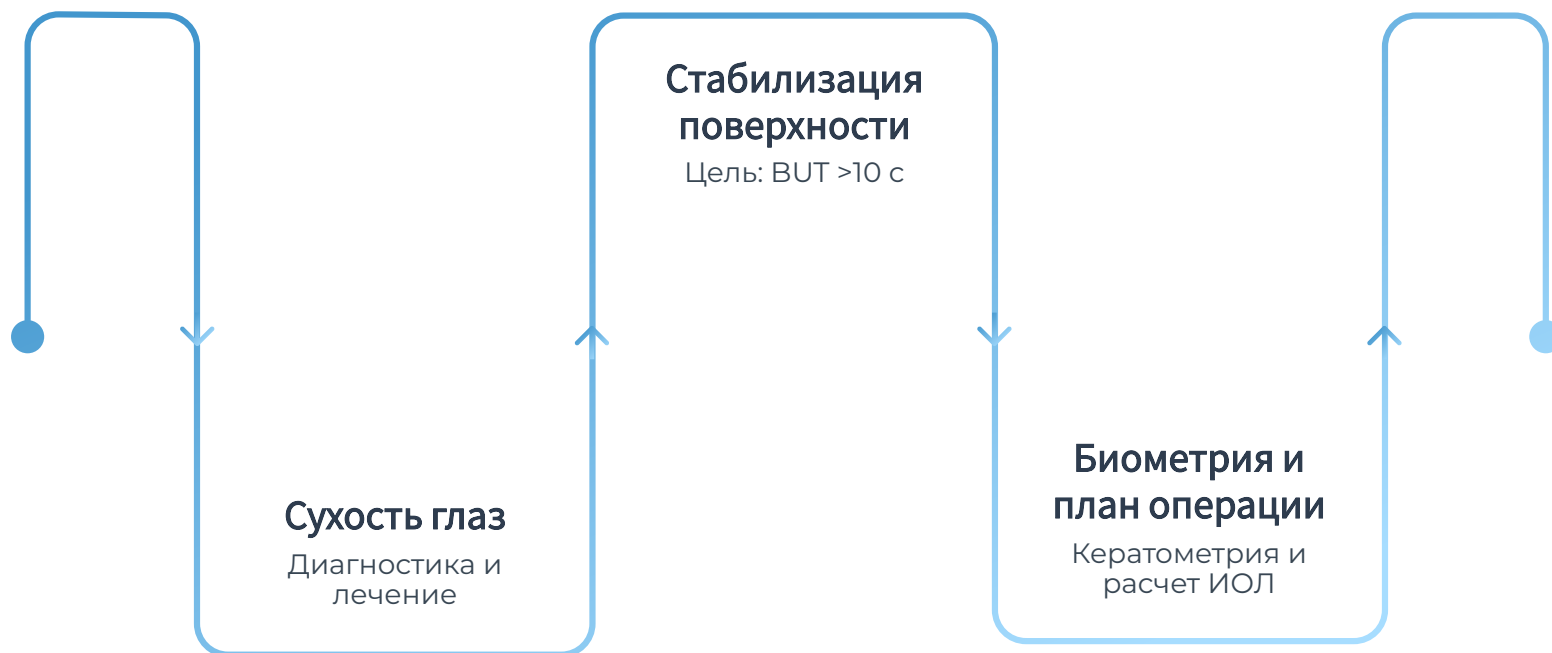 Сухость глаз
Диагностика и
лечение
Стабилизация
поверхности
Цель: BUT >10 с
Биометрия и
план операции
Кератометрия и
расчет ИОЛ